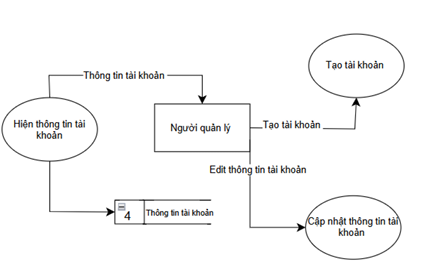 Thông tin tài khoản
Tạo tài khoản
Hiện thông tin tài
khoản
Người quản lý
Tạo tài khoản
Edit thông tin tài khoản
4
Thông tin tài khoản
Cập nhật thông tin tài
khoản